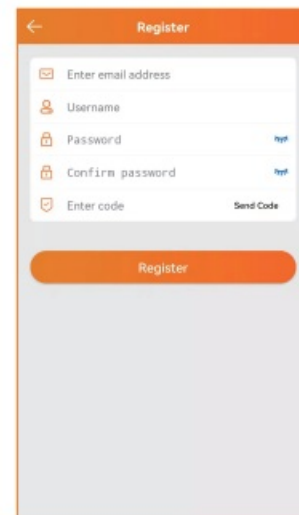 Register
Enter email address
Username
Password
Confirm password
Enter code Send Code
Register